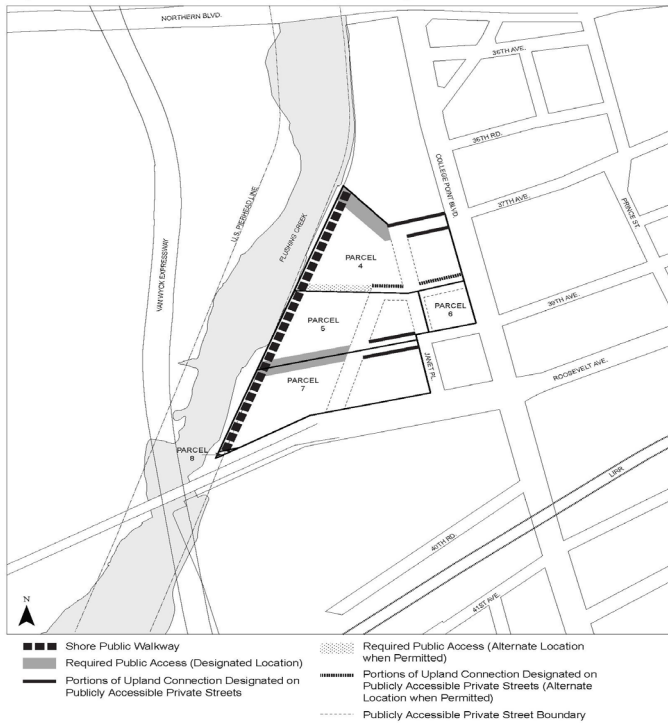 NORTHERN BLVD.
36TH AVE.
36TH RD.
COLLEGE POINT BLVD.
37TH AVE.
PRINCE ST.
U.S. PIERHEAD LINE
FLUSHING CREEK
VAN WYCK EXPRESSWAY
PARCEL
4
39TH AVE.
PARCEL
6
PARCEL
5
ROOSEVELT AVE.
JANET PL.
PARCEL
7
PARCEL
8
LIRR
40TH RD.
41ST AVE.
N
Shore Public Walkway
Required Public Access (Designated Location)
Portions of Upland Connection Designated on
Publicly Accessible Private Streets
Required Public Access (Alternate Location
when Permitted)
Portions of Upland Connection Designated on
Publicly Accessible Private Streets (Alternate
Location when Permitted)
Publicly Accessible Private Street Boundary